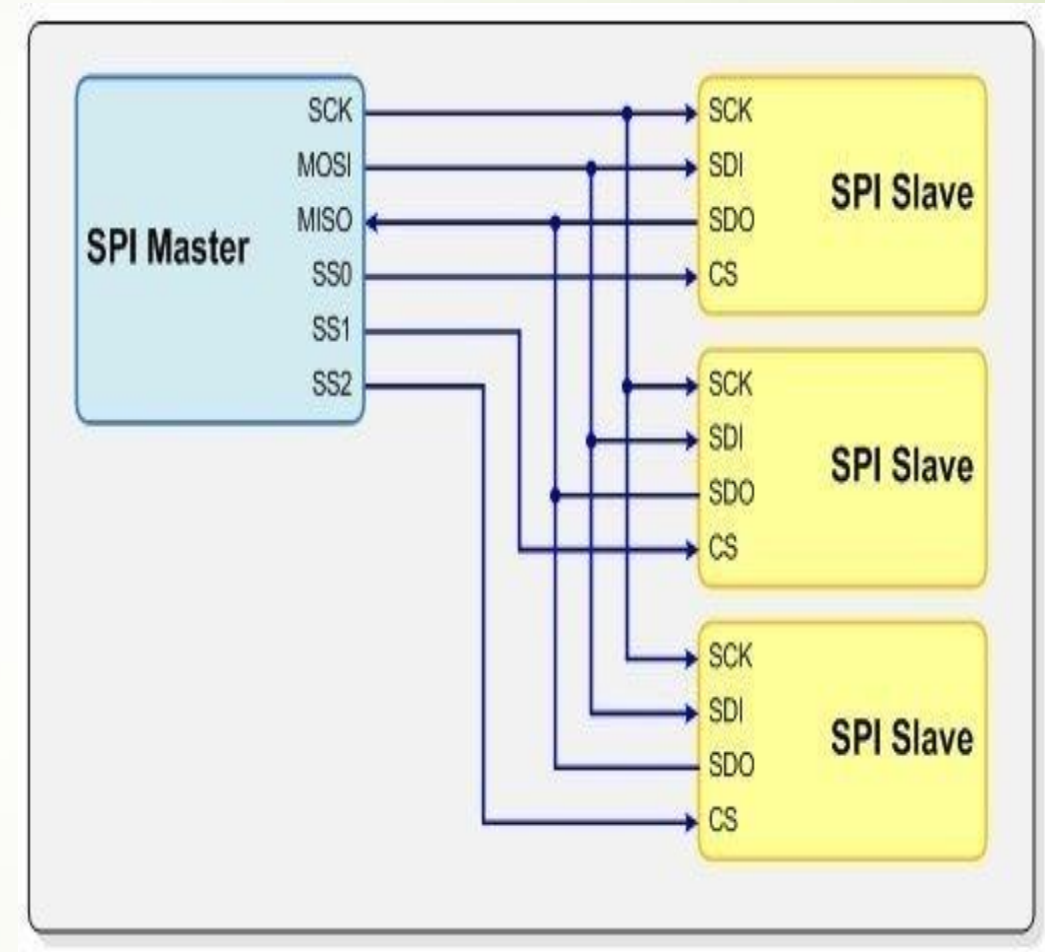 SPI Master
SCK
MOSI
MISO
SS0
SS1
SS2
SCK
SDI
SDO
CS
SPI Slave
SCK
SDI
SDO
CS
SPI Slave
SCK
SDI
SDO
CS
SPI Slave